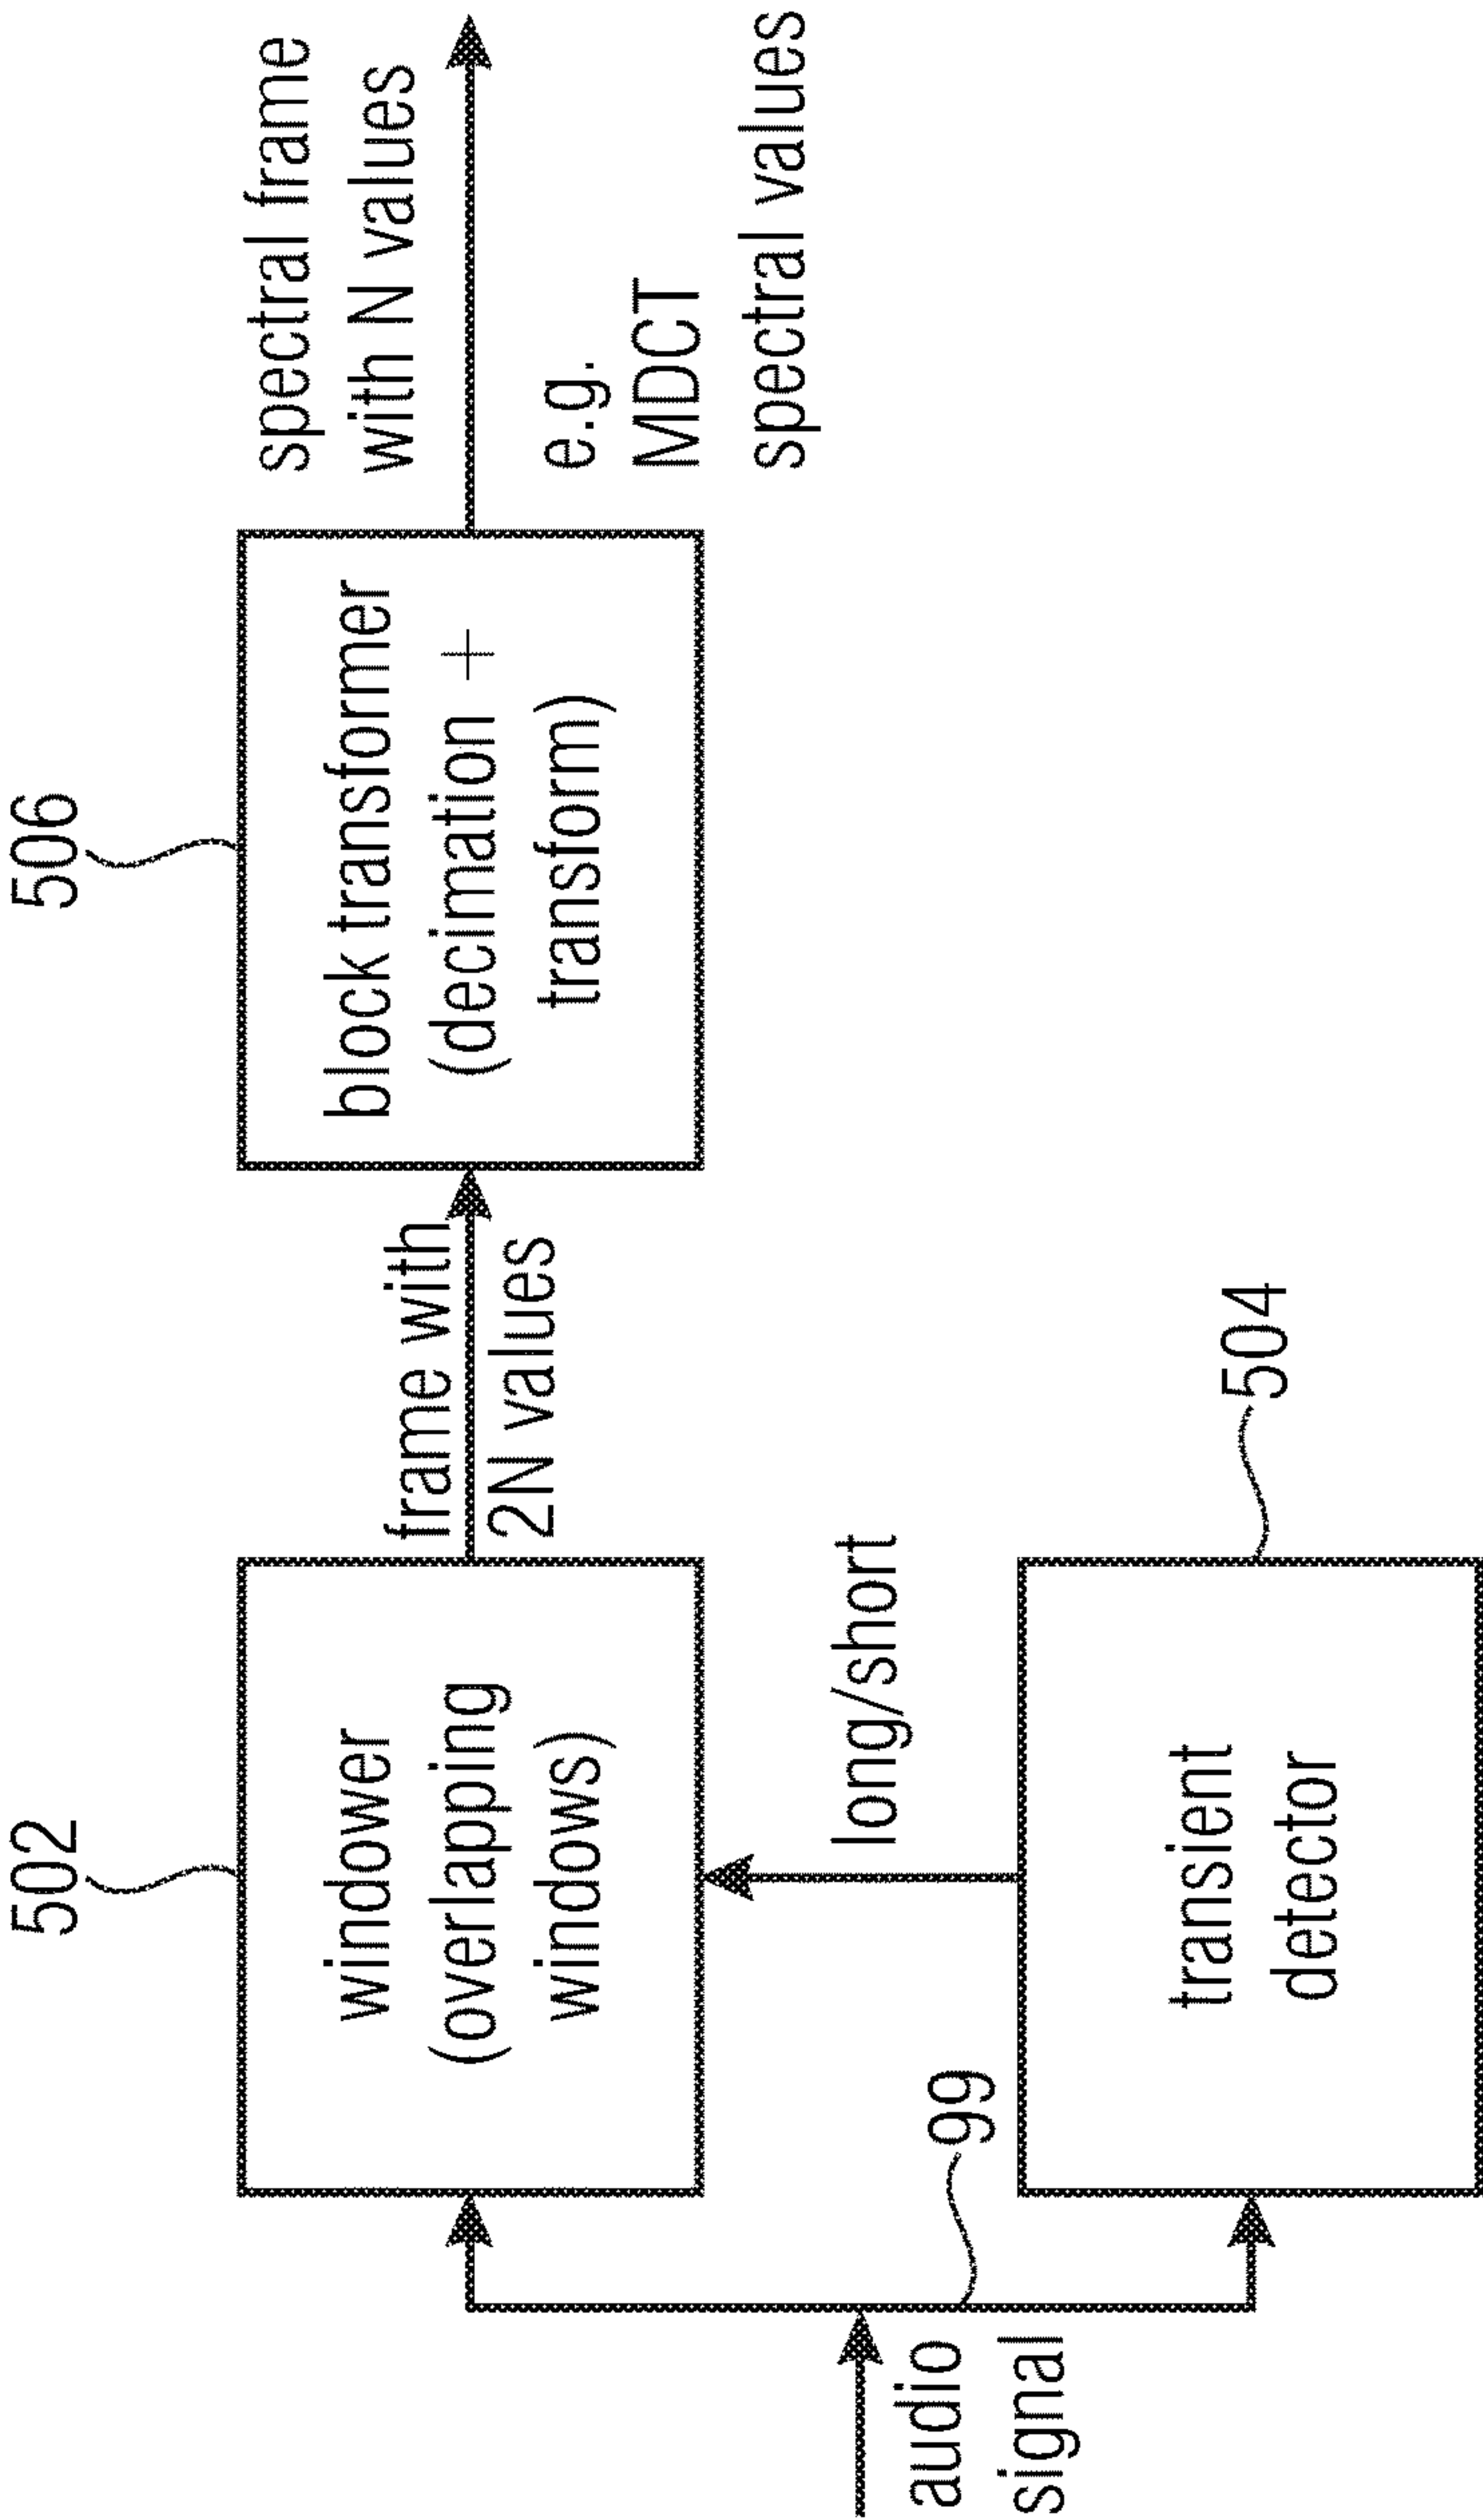 502
506
windower
(overlapping
windows)
frame with
2N values
block transformer
(decimation +
transform)
spectral frame
with N values
e.g.
MDCT
spectral values
long/short
audio
signal
99
transient
detector
504